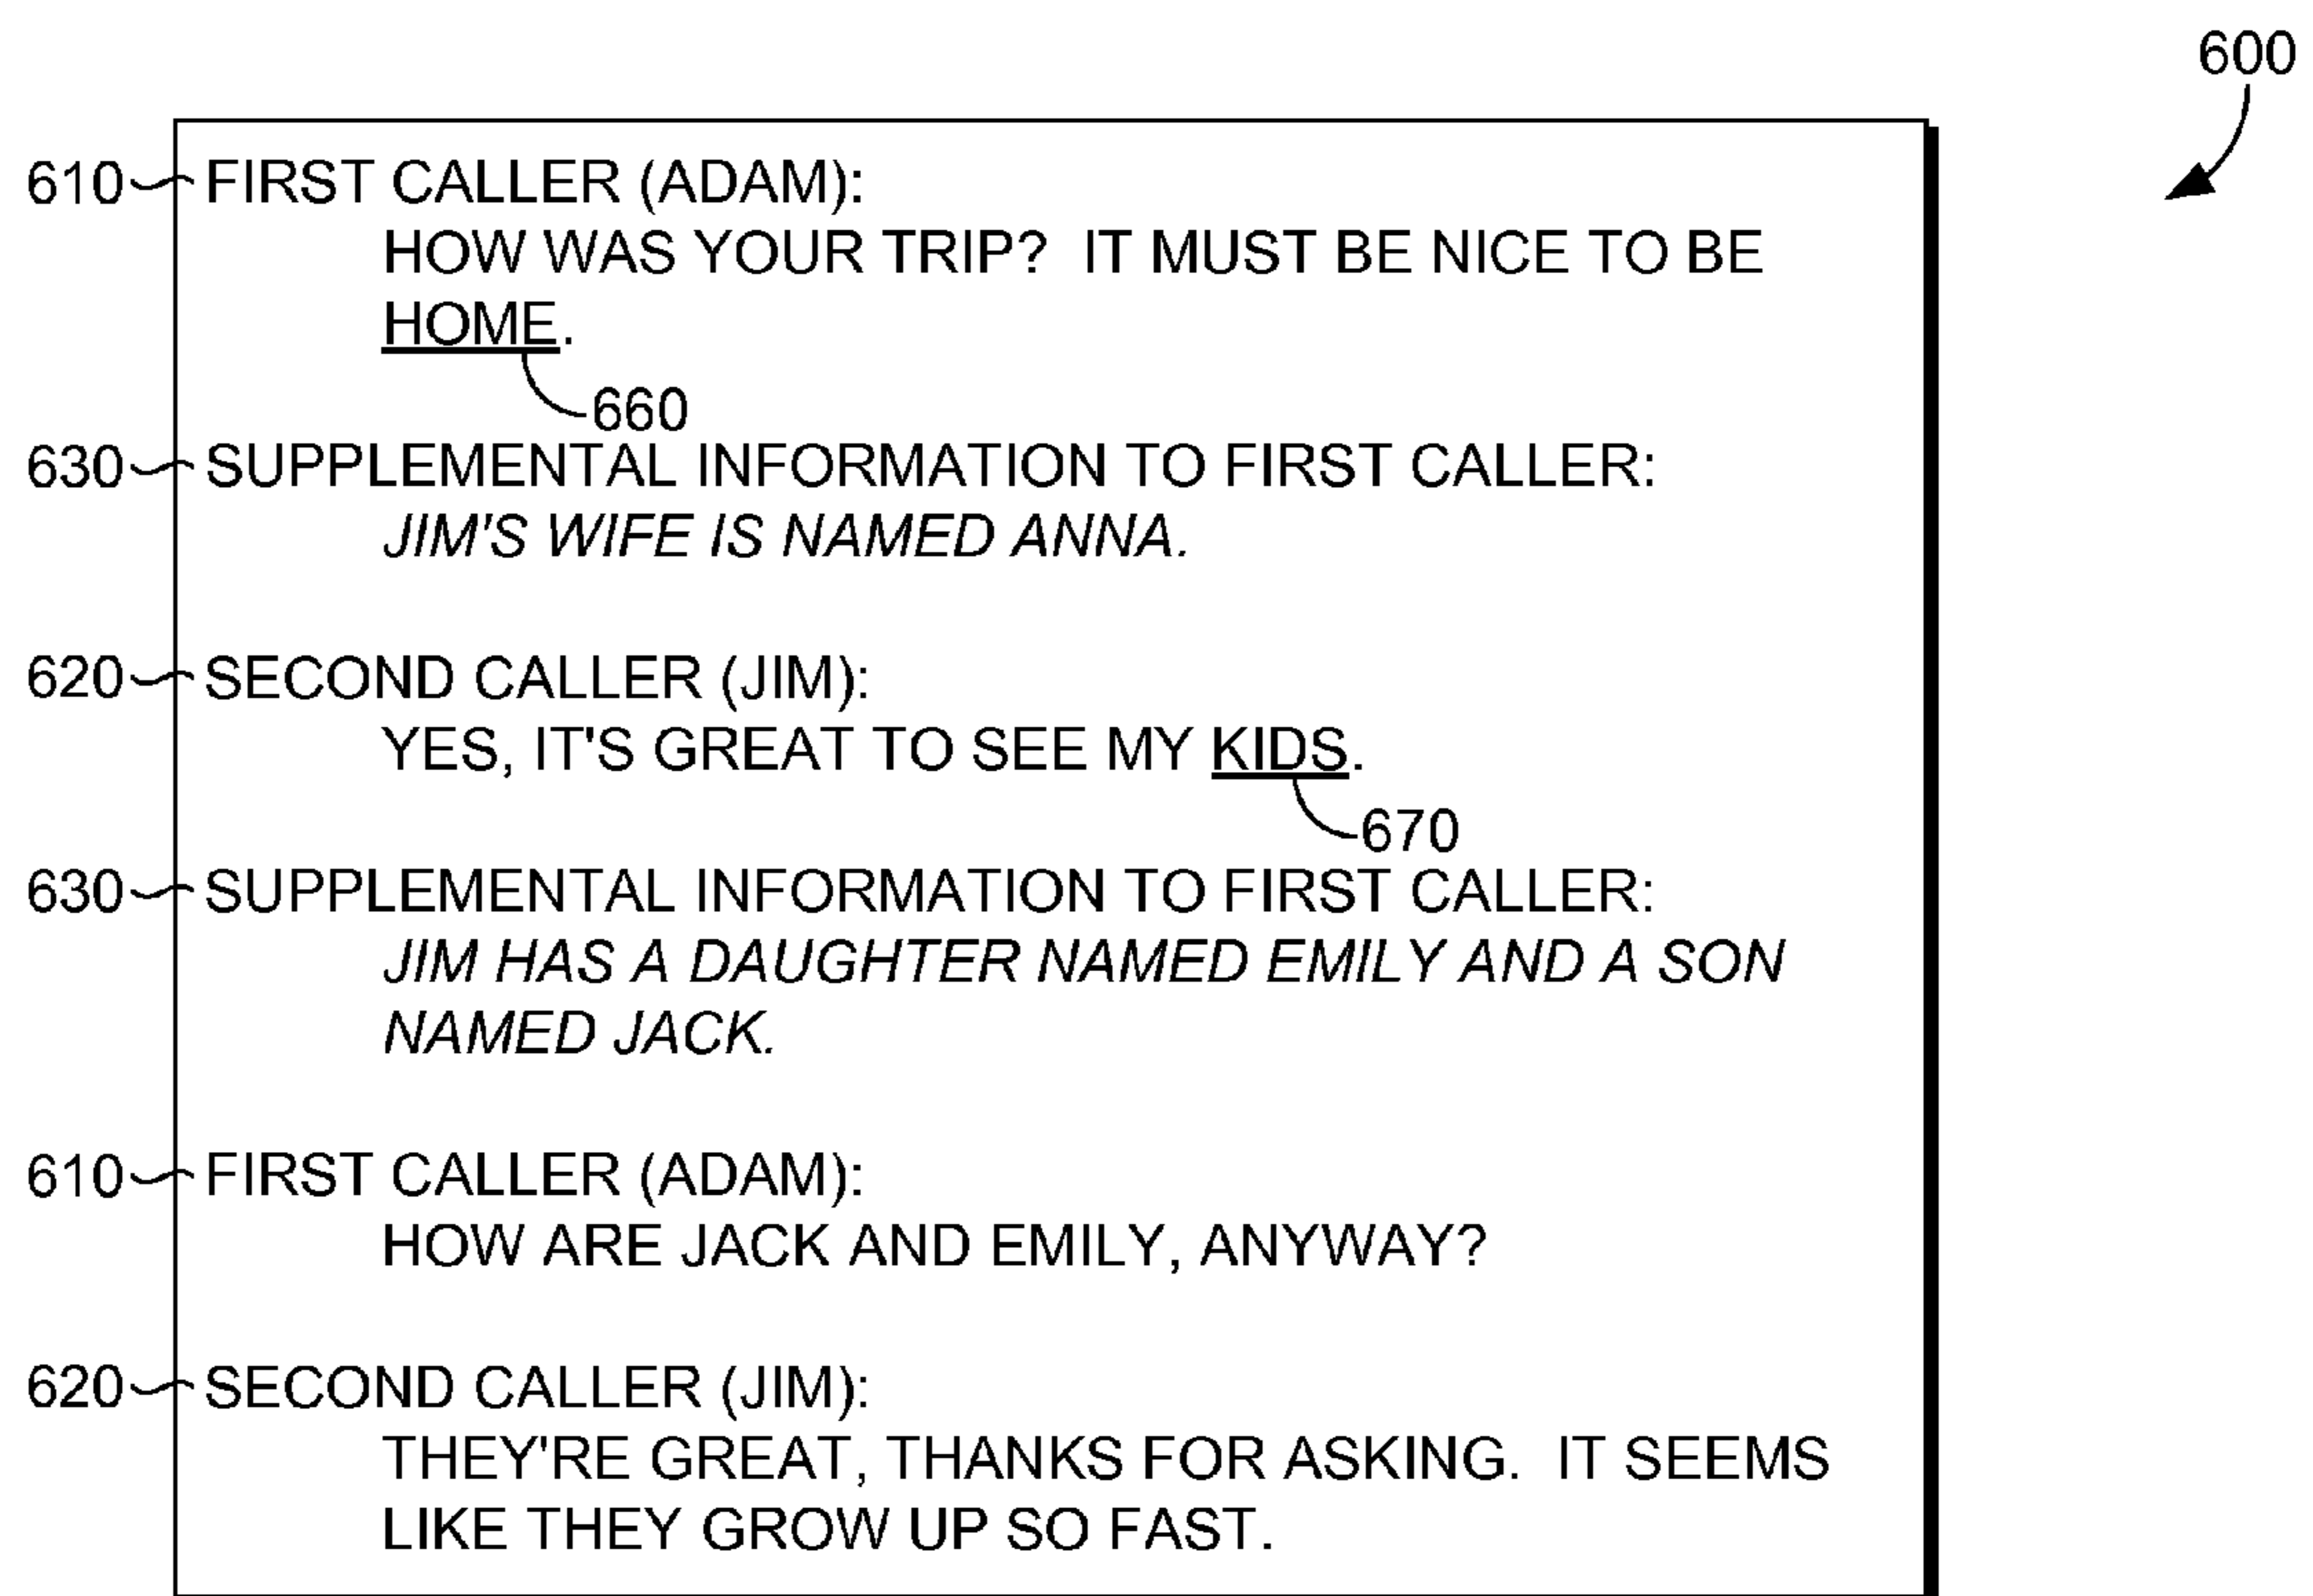 600
610 FIRST CALLER (ADAM):
HOW WAS YOUR TRIP? IT MUST BE NICE TO BE
HOME.
660
630 SUPPLEMENTAL INFORMATION TO FIRST CALLER:
JIM'S WIFE IS NAMED ANNA.
620 SECOND CALLER (JIM):
YES, IT'S GREAT TO SEE MY KIDS.
670
630 SUPPLEMENTAL INFORMATION TO FIRST CALLER:
JIM HAS A DAUGHTER NAMED EMILY AND A SON
NAMED JACK.
610 FIRST CALLER (ADAM):
HOW ARE JACK AND EMILY, ANYWAY?
620 SECOND CALLER (JIM):
THEY'RE GREAT, THANKS FOR ASKING. IT SEEMS
LIKE THEY GROW UP SO FAST.